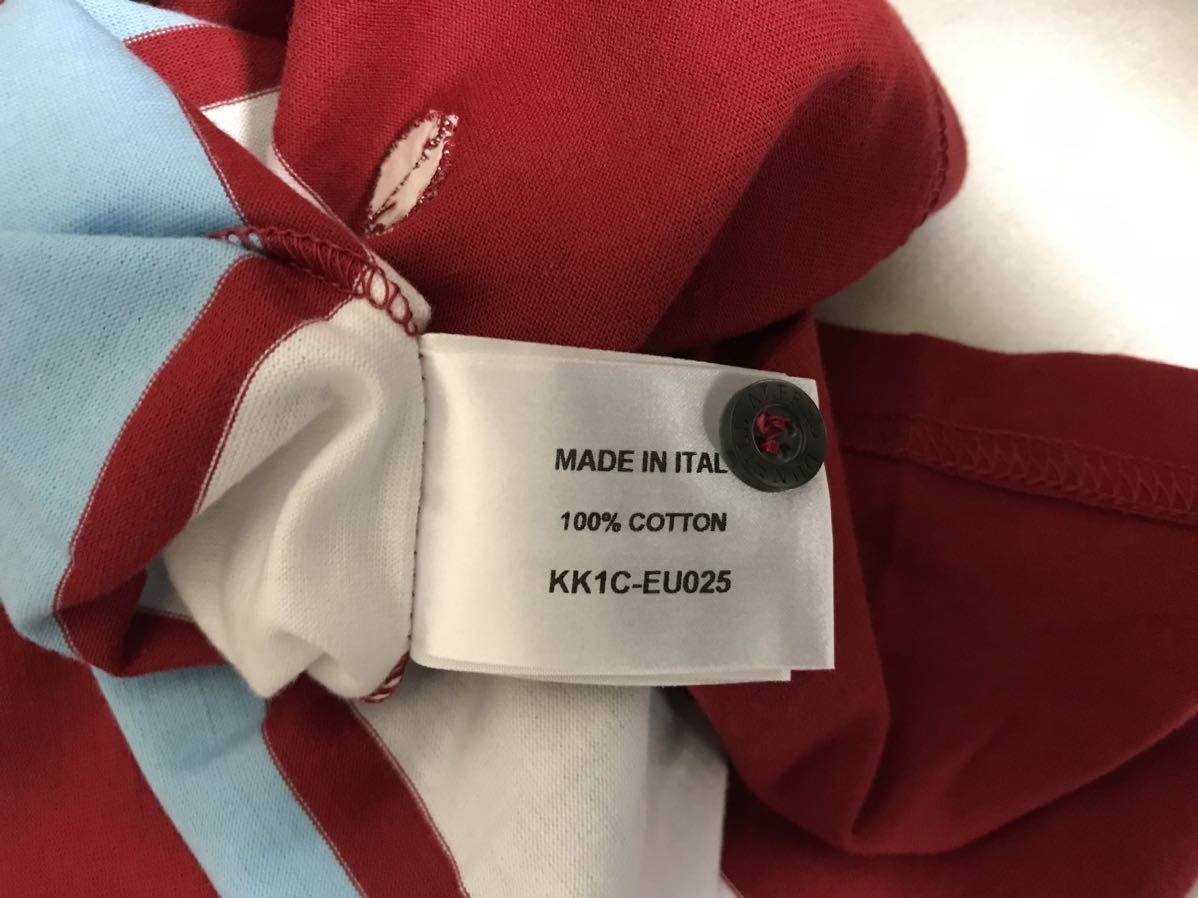 MADE IN ITAL
100% COTTON
KK1C-EU025